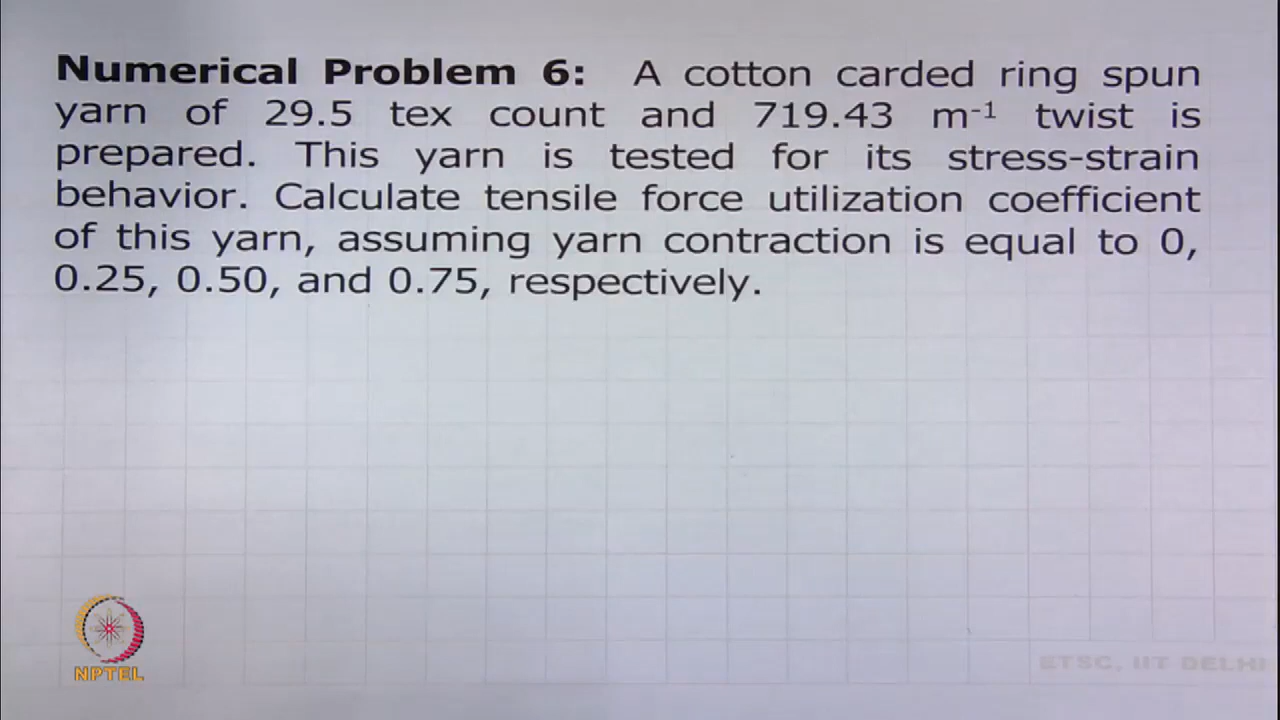 Numerical Problem 6: A cotton carded ring spun
yarn of 29.5 tex count and 719.43 m⁻¹ twist is
prepared. This yarn is tested for its stress-strain
behavior. Calculate tensile force utilization coefficient
of this yarn, assuming yarn contraction is equal to 0,
0.25, 0.50, and 0.75, respectively.
NPTEL
ETSC, IIT DELHI